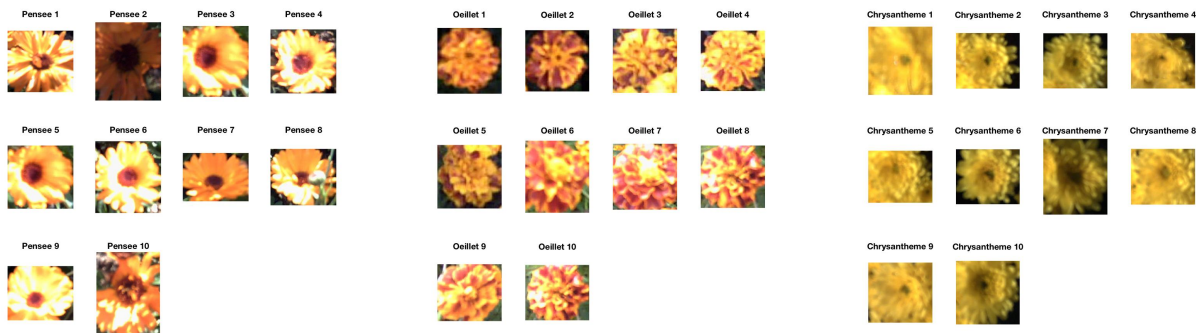 Pensee 1 Pensee 2 Pensee 3 Pensee 4 Oeillet 1 Oeillet 2 Oeillet 3 Oeillet 4 Chrysantheme 1 Chrysantheme 2 Chrysantheme 3 Chrysantheme 4
Pensee 5 Pensee 6 Pensee 7 Pensee 8 Oeillet 5 Oeillet 6 Oeillet 7 Oeillet 8 Chrysantheme 5 Chrysantheme 6 Chrysantheme 7 Chrysantheme 8
Pensee 9 Pensee 10 Oeillet 9 Oeillet 10 Chrysantheme 9 Chrysantheme 10